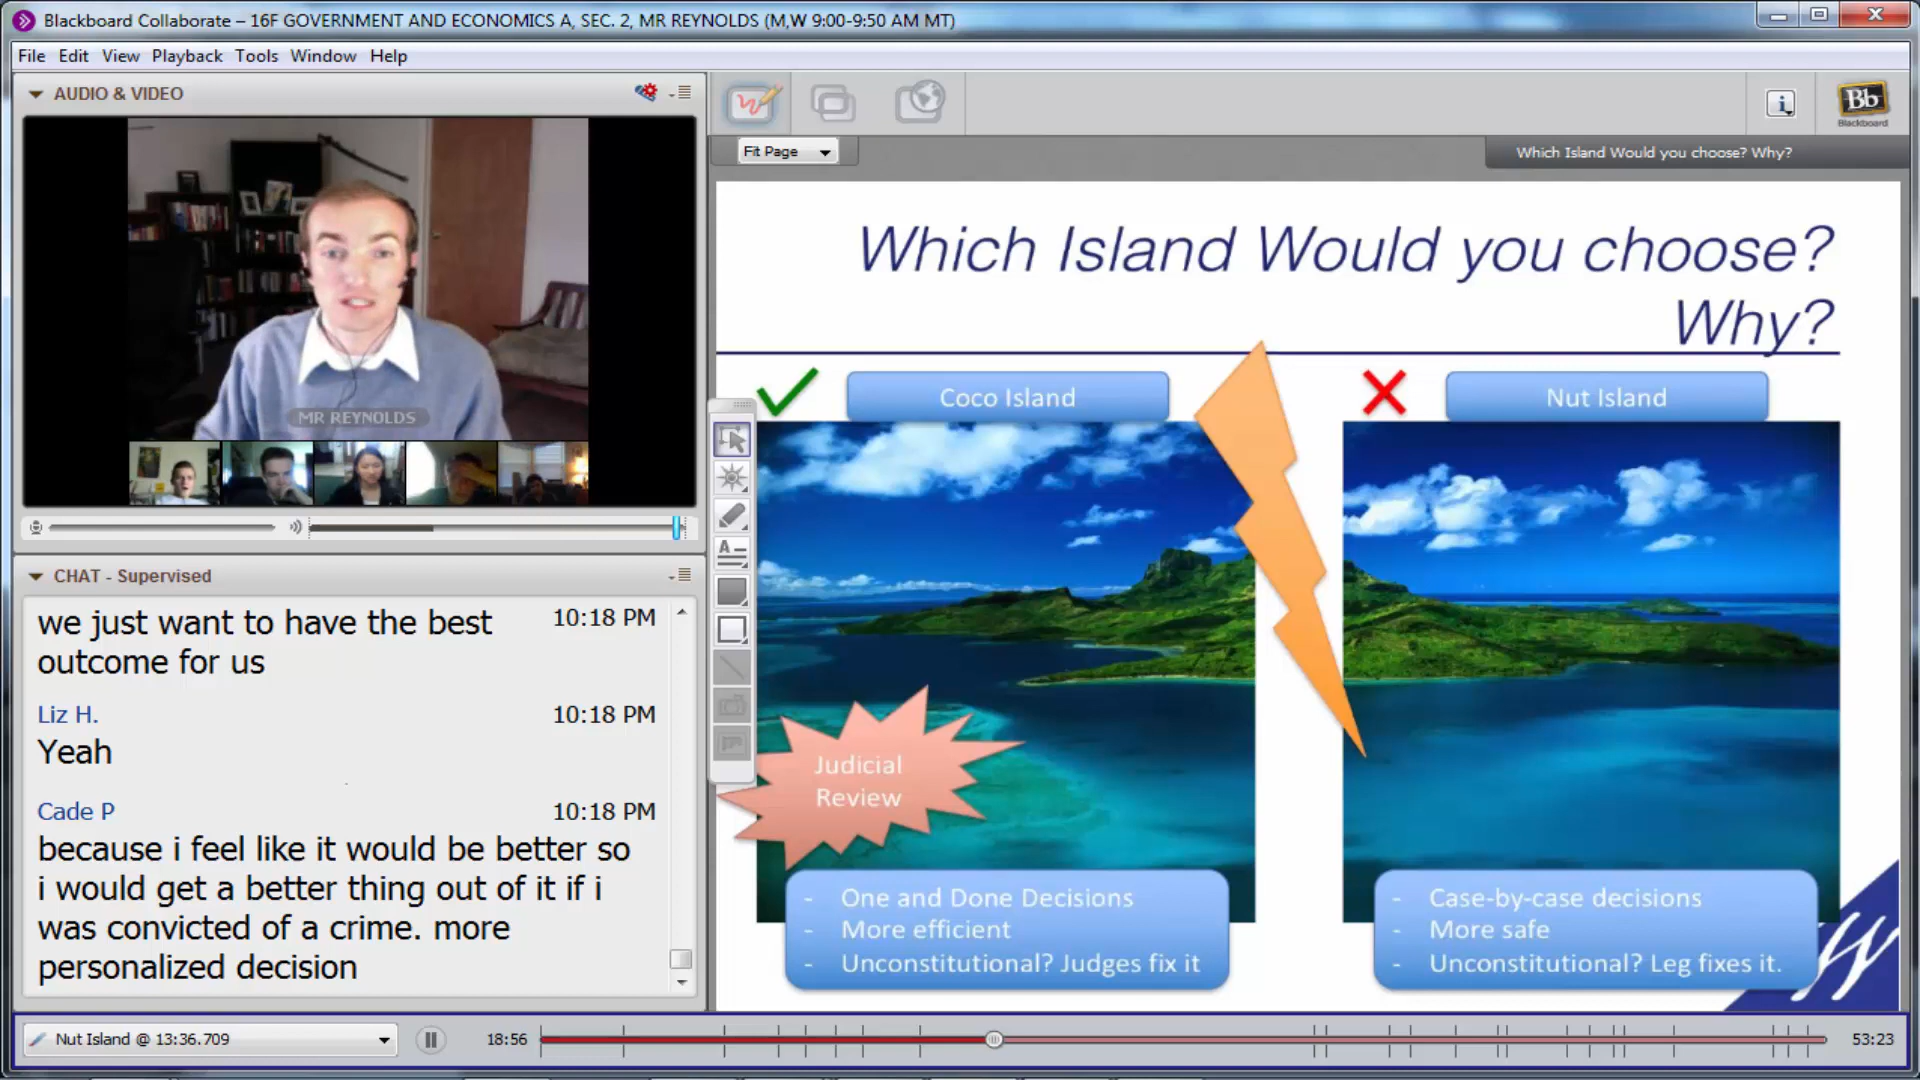 Blackboard Collaborate – 16F GOVERNMENT AND ECONOMICS A, SEC. 2, MR REYNOLDS (M,W 9:00-9:50 AM MT)
File Edit View Playback Tools Window Help
AUDIO & VIDEO
MR REYNOLDS
CHAT - Supervised
we just want to have the best 10:18 PM
outcome for us
Liz H. 10:18 PM
Yeah
Cade P 10:18 PM
because i feel like it would be better so
i would get a better thing out of it if i
was convicted of a crime. more
personalized decision
Bb
Blackboard
Fit Page
Which Island Would you choose? Why?
Which Island Would you choose?
Why?
Coco Island
Nut Island
Judicial
Review
- One and Done Decisions
- More efficient
- Unconstitutional? Judges fix it
- Case-by-case decisions
- More safe
- Unconstitutional? Leg fixes it.
W
Nut Island @ 13:36.709
18:56
53:23